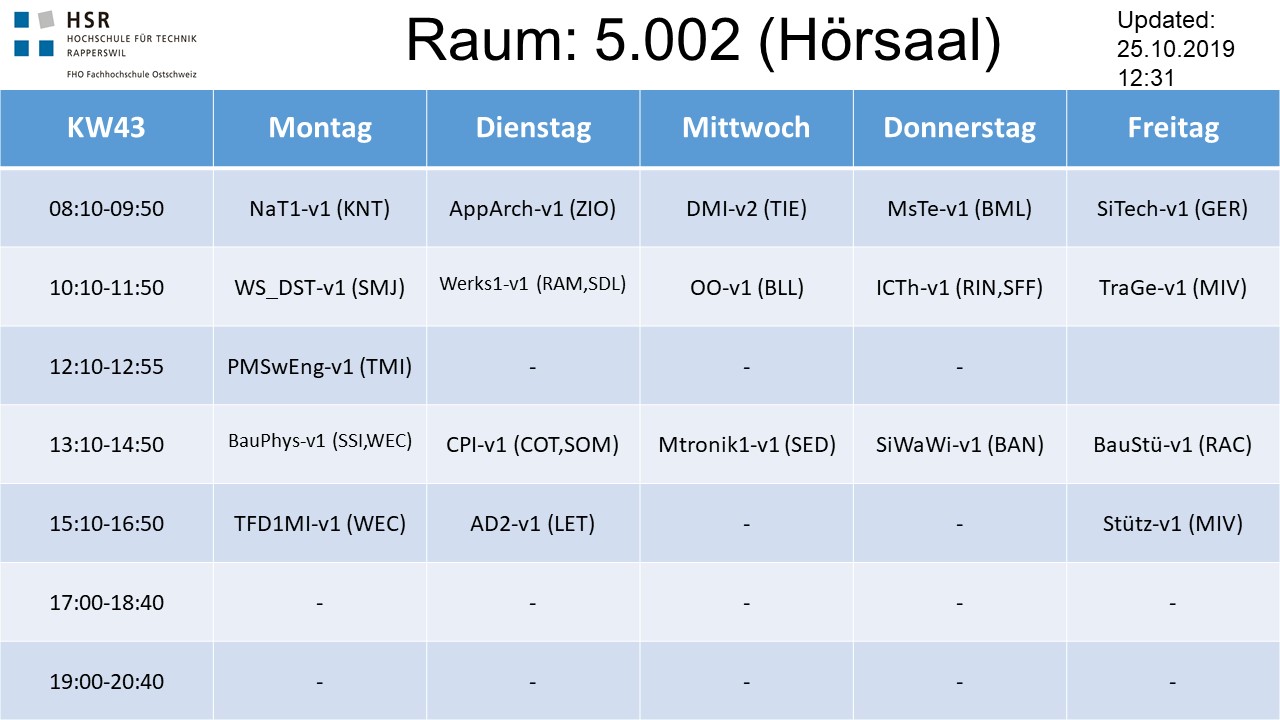 HSR
HOCHSCHULE FÜR TECHNIK
RAPPERSWIL
FHO Fachhochschule Ostschweiz
Raum: 5.002 (Hörsaal)
Updated:
25.10.2019
12:31
KW43 Montag Dienstag Mittwoch Donnerstag Freitag
08:10-09:50 NaT1-v1 (KNT) AppArch-v1 (ZIO) DMI-v2 (TIE) MsTe-v1 (BML) SiTech-v1 (GER)
10:10-11:50 WS_DST-v1 (SMJ) Werks1-v1 (RAM,SDL) OO-v1 (BLL) ICTh-v1 (RIN,SFF) TraGe-v1 (MIV)
12:10-12:55 PMSwEng-v1 (TMI) - - -
13:10-14:50 BauPhys-v1 (SSI,WEC) CPI-v1 (COT,SOM) Mtronik1-v1 (SED) SiWaWi-v1 (BAN) BauStü-v1 (RAC)
15:10-16:50 TFD1MI-v1 (WEC) AD2-v1 (LET) - - Stütz-v1 (MIV)
17:00-18:40 - - - - -
19:00-20:40 - - - - -